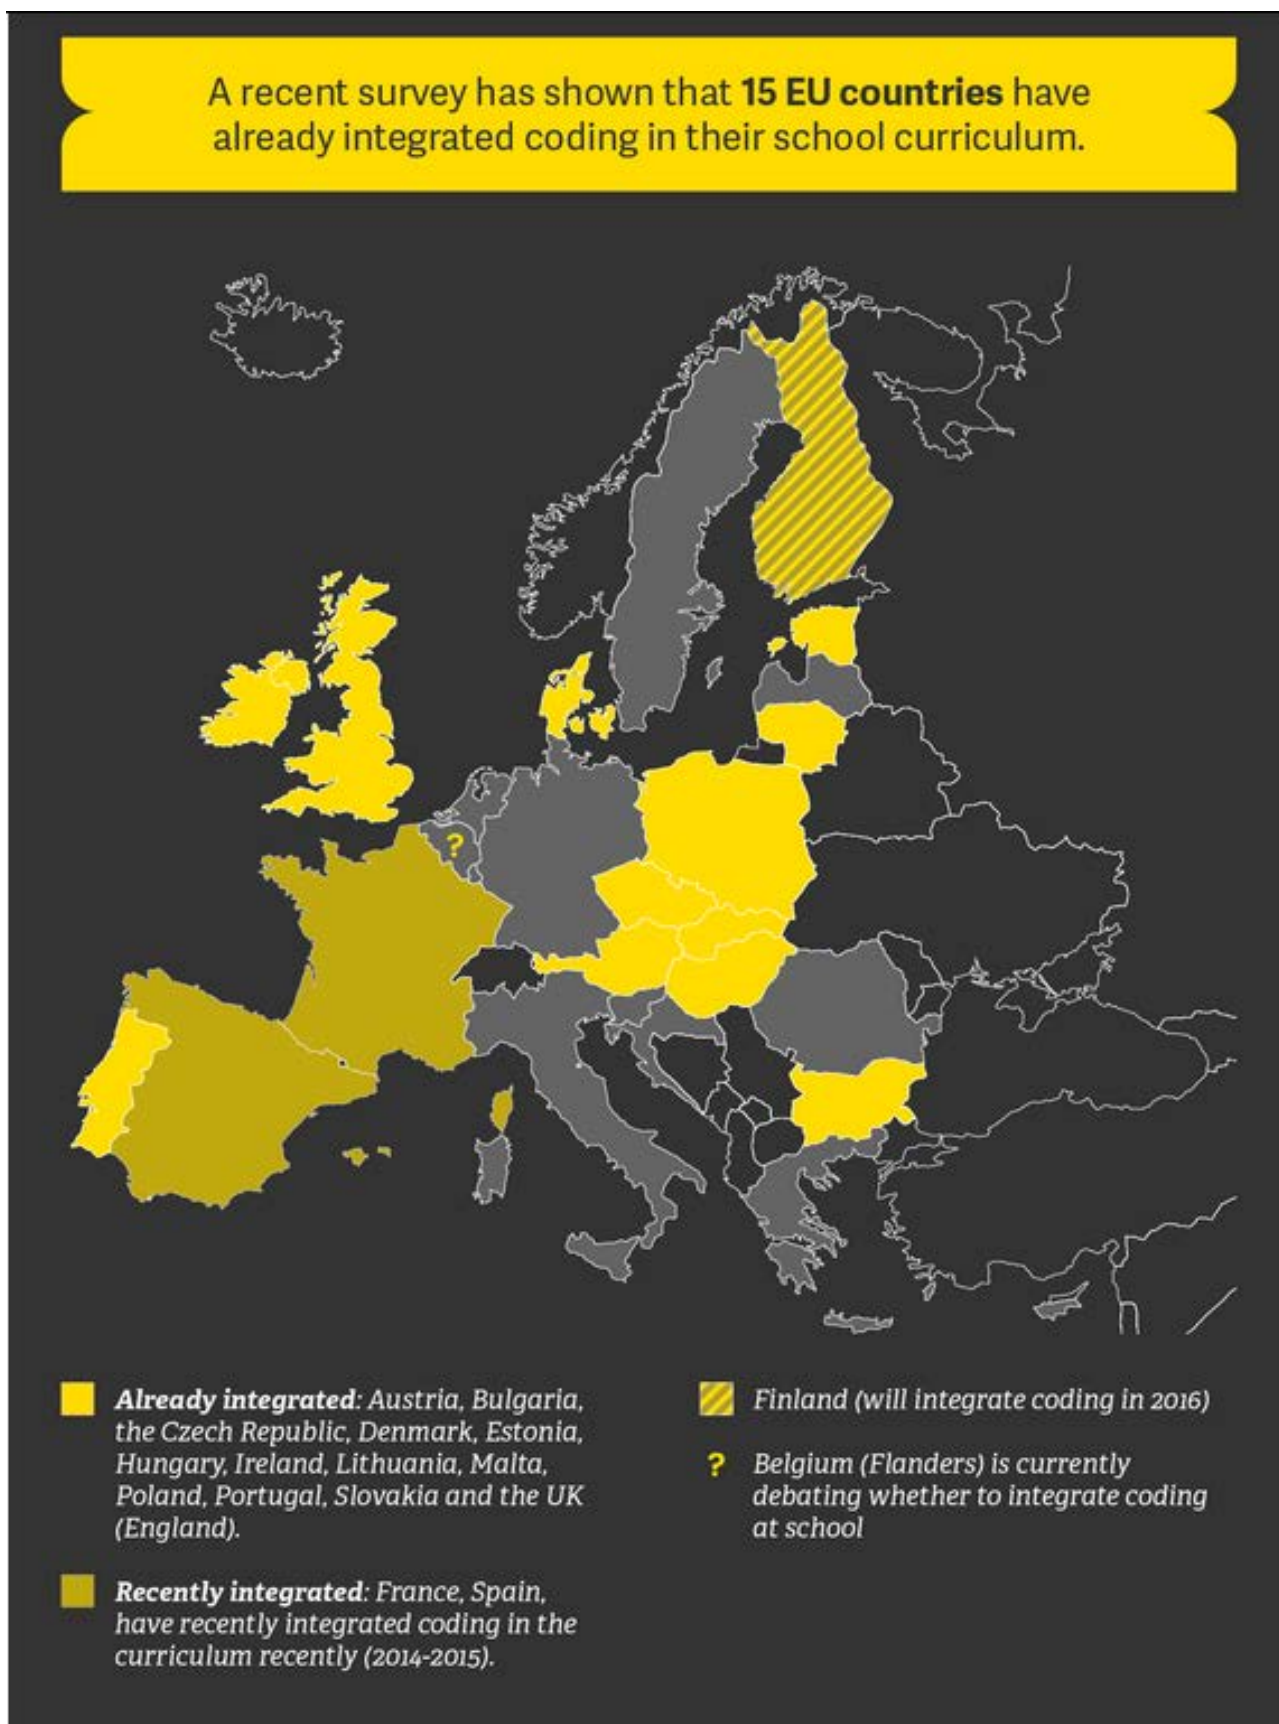 A recent survey has shown that 15 EU countries have
already integrated coding in their school curriculum.
?
Already integrated: Austria, Bulgaria,
the Czech Republic, Denmark, Estonia,
Hungary, Ireland, Lithuania, Malta,
Poland, Portugal, Slovakia and the UK
(England).
Recently integrated: France, Spain,
have recently integrated coding in the
curriculum recently (2014-2015).
Finland (will integrate coding in 2016)
? Belgium (Flanders) is currently
debating whether to integrate coding
at school